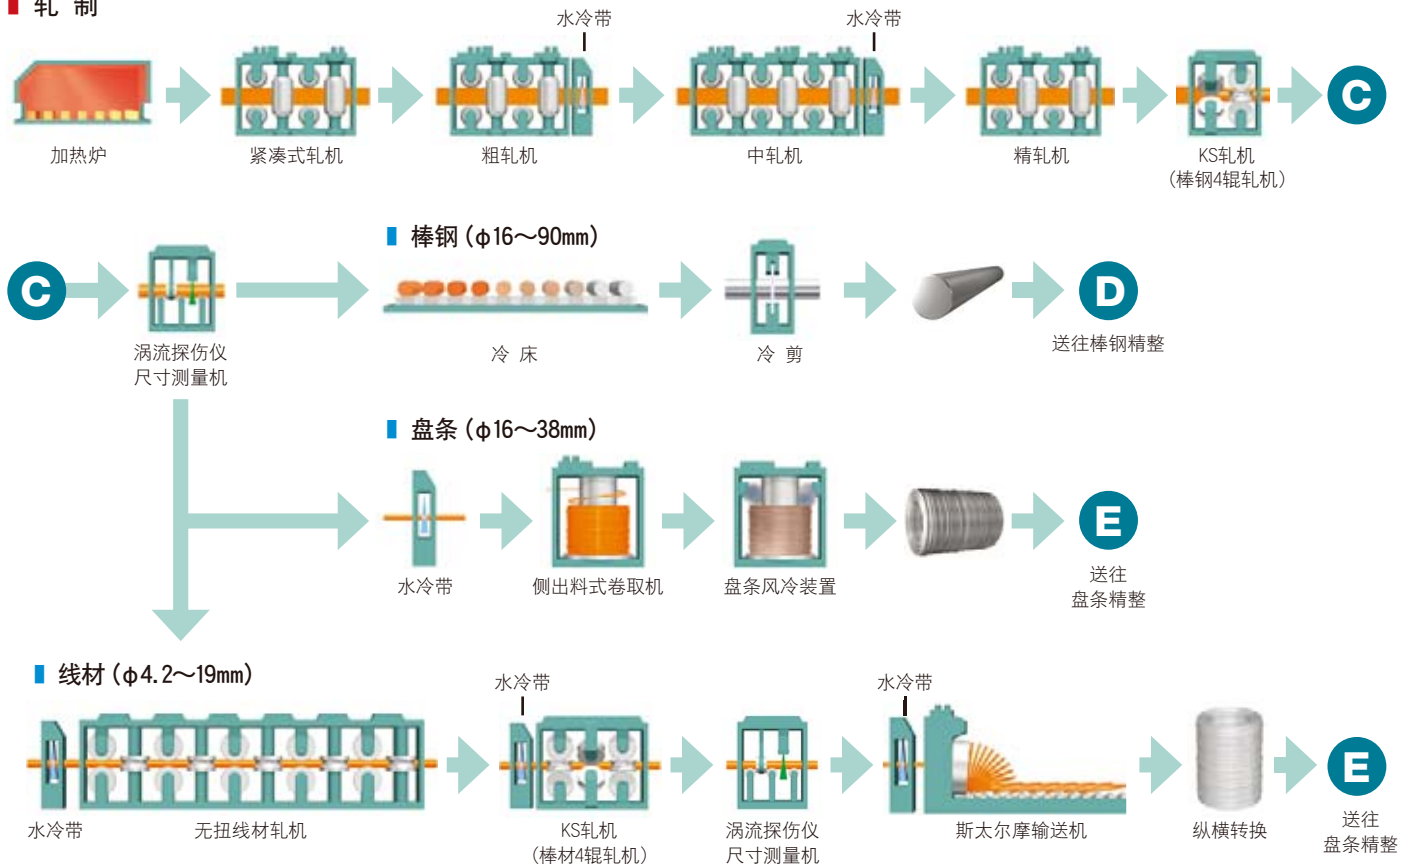 轧 制
水冷带
水冷带
加热炉
紧凑式轧机
粗轧机
中轧机
精轧机
KS轧机
(棒钢4辊轧机)
C
C
涡流探伤仪
尺寸测量机
棒钢 (φ16～90mm)
冷 床
冷 剪
D
送往棒钢精整
盘条 (φ16～38mm)
水冷带
侧出料式卷取机
盘条风冷装置
E
送往
盘条精整
线材 (φ4.2～19mm)
水冷带
水冷带
水冷带
无扭线材轧机
KS轧机
(棒材4辊轧机)
涡流探伤仪
尺寸测量机
斯太尔摩输送机
纵横转换
E
送往
盘条精整